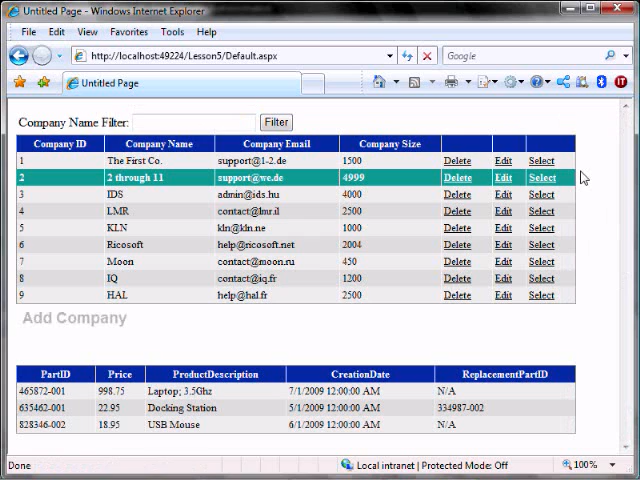 Untitled Page - Windows Internet Explorer
File Edit View Favorites Tools Help
http://localhost:49224/Lesson5/Default.aspx
Google
Untitled Page
Company Name Filter: Filter
Company ID Company Name Company Email Company Size
1 The First Co. support@1-2.de 1500 Delete Edit Select
2 2 through 11 support@we.de 4999 Delete Edit Select
3 IDS admin@ids.hu 4000 Delete Edit Select
4 LMR contact@lmr.il 2500 Delete Edit Select
5 KLN kln@kln.ne 1000 Delete Edit Select
6 Ricosoft help@ricosoft.net 2004 Delete Edit Select
7 Moon contact@moon.ru 450 Delete Edit Select
8 IQ contact@iq.fr 1200 Delete Edit Select
9 HAL help@hal.fr 2500 Delete Edit Select
Add Company
PartID Price ProductDescription CreationDate ReplacementPartID
465872-001 998.75 Laptop; 3.5Ghz 7/1/2009 12:00:00 AM N/A
635462-001 22.95 Docking Station 5/1/2009 12:00:00 AM 334987-002
828346-002 18.95 USB Mouse 6/1/2009 12:00:00 AM N/A
Done Local intranet | Protected Mode: Off 100%